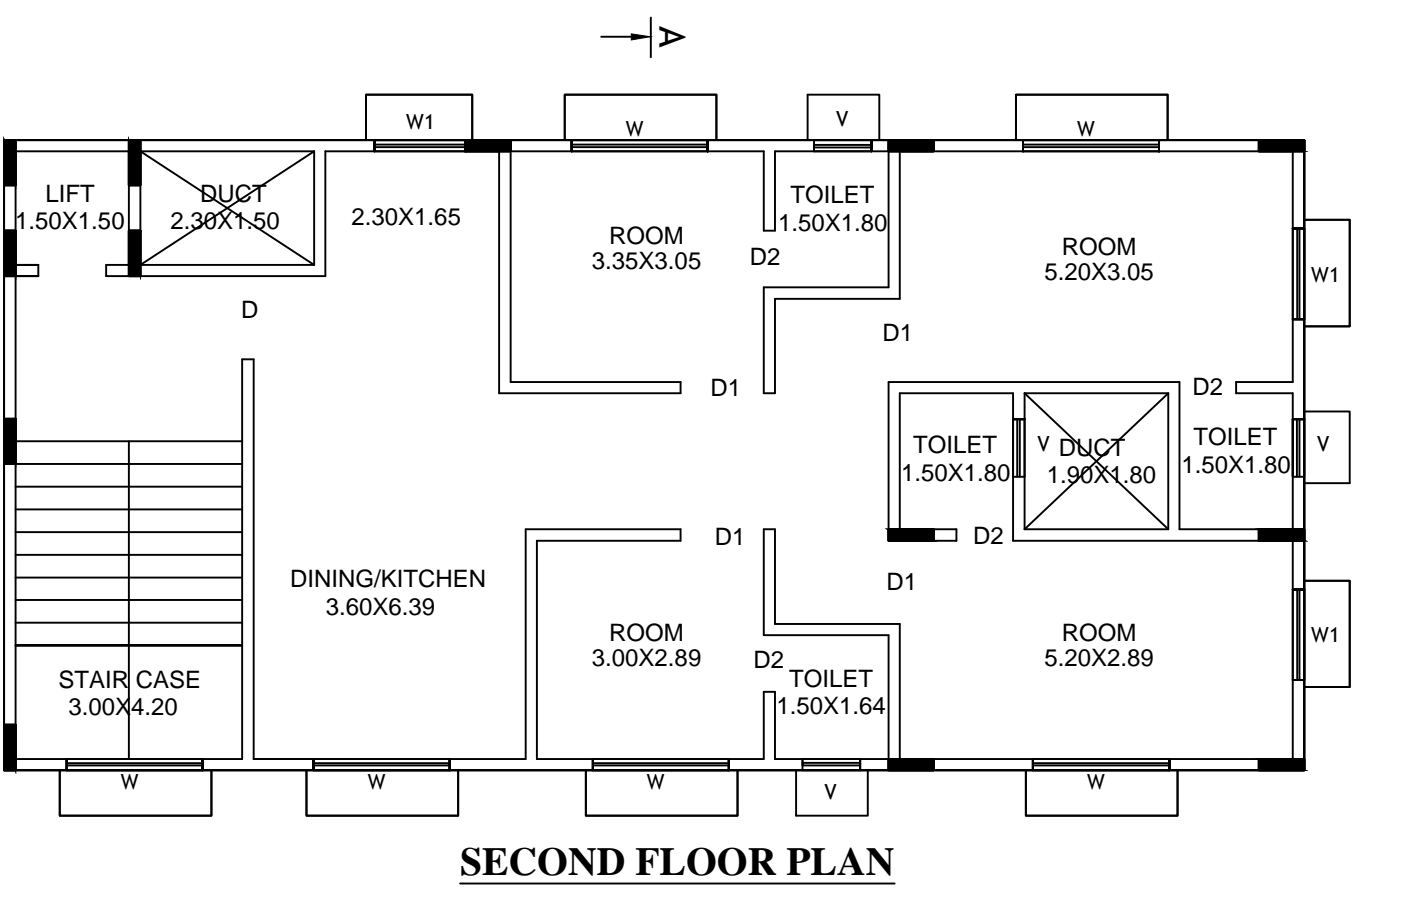 A
W1
W
V
W
LIFT
1.50X1.50
DUCT
2.30X1.50
2.30X1.65
ROOM
3.35X3.05
TOILET
1.50X1.80
D2
ROOM
5.20X3.05
W1
D
D1
D1
D2
TOILET
1.50X1.80
V
DUCT
1.90X1.80
TOILET
1.50X1.80
V
D1
D2
DINING/KITCHEN
3.60X6.39
D1
ROOM
3.00X2.89
D2
TOILET
1.50X1.64
ROOM
5.20X2.89
W1
STAIR CASE
3.00X4.20
W
W
W
V
W
SECOND FLOOR PLAN